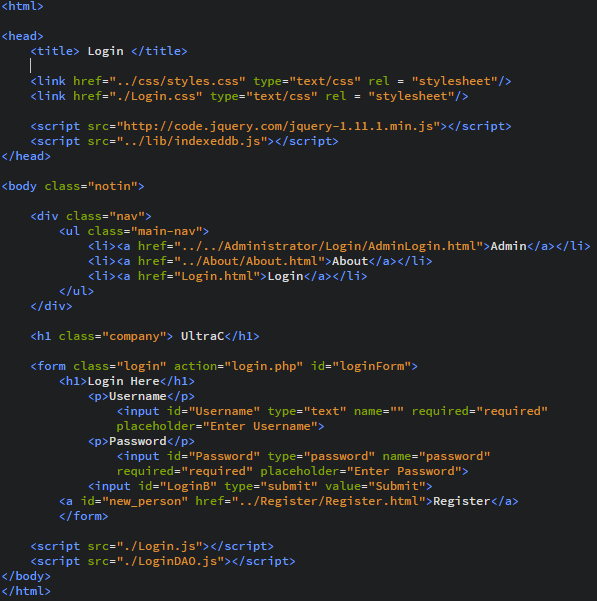 <html>
<head>
<title> Login </title>
<link href="../css/styles.css" type="text/css" rel = "stylesheet"/>
<link href="./Login.css" type="text/css" rel = "stylesheet"/>
<script src="http://code.jquery.com/jquery-1.11.1.min.js"></script>
<script src="../lib/indexeddb.js"></script>
</head>
<body class="notin">
<div class="nav">
<ul class="main-nav">
<li><a href="../../Administrator/Login/AdminLogin.html">Admin</a></li>
<li><a href="../About/About.html">About</a></li>
<li><a href="Login.html">Login</a></li>
</ul>
</div>
<h1 class="company"> UltraC</h1>
<form class="login" action="login.php" id="loginForm">
<h1>Login Here</h1>
<p>Username</p>
<input id="Username" type="text" name="" required="required"
placeholder="Enter Username">
<p>Password</p>
<input id="Password" type="password" name="password"
required="required" placeholder="Enter Password">
<input id="LoginB" type="submit" value="Submit">
<a id="new_person" href="../Register/Register.html">Register</a>
</form>
<script src="./Login.js"></script>
<script src="./LoginDAO.js"></script>
</body>
</html>